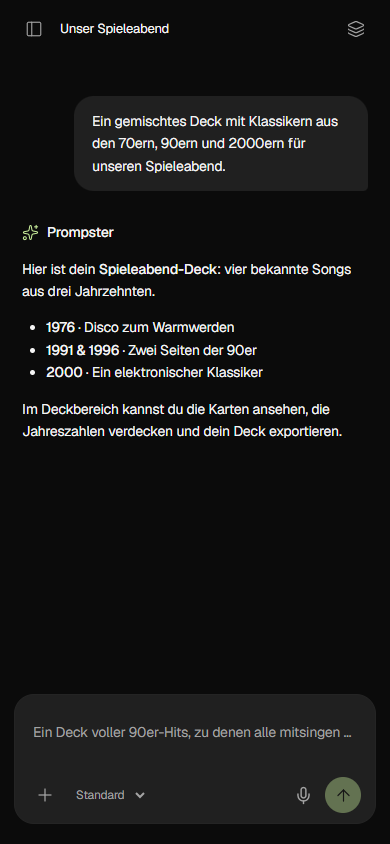 Unser Spieleabend
Ein gemischtes Deck mit Klassikern aus
den 70ern, 90ern und 2000ern für
unseren Spieleabend.
Prompster
Hier ist dein Spieleabend-Deck: vier bekannte Songs
aus drei Jahrzehnten.
• 1976 · Disco zum Warmwerden
• 1991 & 1996 · Zwei Seiten der 90er
• 2000 · Ein elektronischer Klassiker
Im Deckbereich kannst du die Karten ansehen, die
Jahreszahlen verdecken und dein Deck exportieren.
Ein Deck voller 90er-Hits, zu denen alle mitsingen ...
Standard